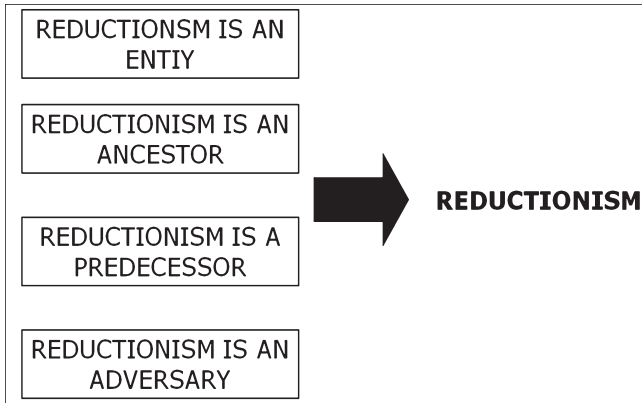 REDUCTIONSM IS AN
ENTIY
REDUCTIONISM IS AN
ANCESTOR
REDUCTIONISM
REDUCTIONISM IS A
PREDECESSOR
REDUCTIONISM IS AN
ADVERSARY